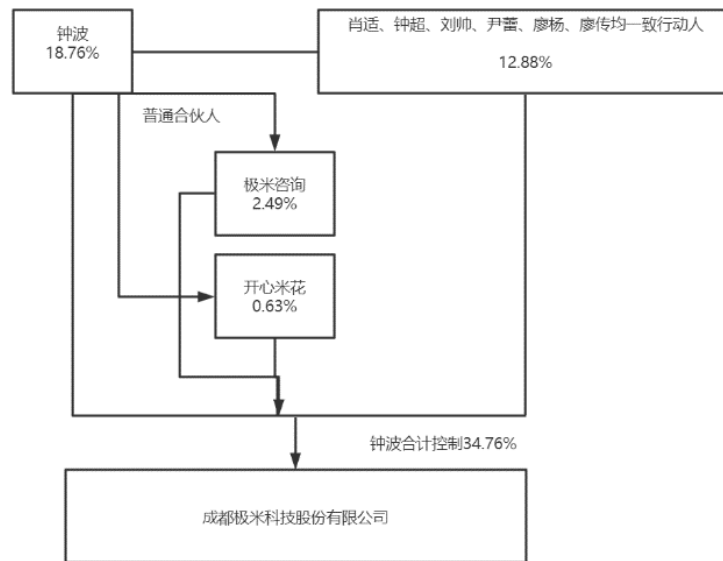 钟波
18.76%
肖适、钟超、刘帅、尹蕾、廖杨、廖传均一致行动人
12.88%
普通合伙人
极米咨询
2.49%
开心米花
0.63%
钟波合计控制34.76%
成都极米科技股份有限公司